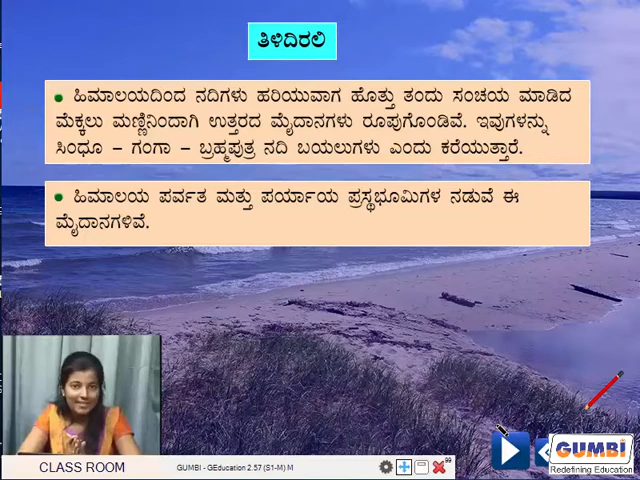 ತಿಳಿದಿರಲಿ
ಹಿಮಾಲಯದಿಂದ ನದಿಗಳು ಹರಿಯುವಾಗ ಹೊತ್ತು ತಂದು ಸಂಚಯ ಮಾಡಿದ
ಮೆಕ್ಕಲು ಮಣ್ಣಿನಿಂದಾಗಿ ಉತ್ತರದ ಮೈದಾನಗಳು ರೂಪುಗೊಂಡಿವೆ. ಇವುಗಳನ್ನು
ಸಿಂಧೂ – ಗಂಗಾ – ಬ್ರಹ್ಮಪುತ್ರ ನದಿ ಬಯಲುಗಳು ಎಂದು ಕರೆಯುತ್ತಾರೆ.
ಹಿಮಾಲಯ ಪರ್ವತ ಮತ್ತು ಪರ್ಯಾಯ ಪ್ರಸ್ಥಭೂಮಿಗಳ ನಡುವೆ ಈ
ಮೈದಾನಗಳಿವೆ.
CLASS ROOM
GUMBI - GEducation 2.57 (S1-M) M
99
GUMBI
Redefining Education